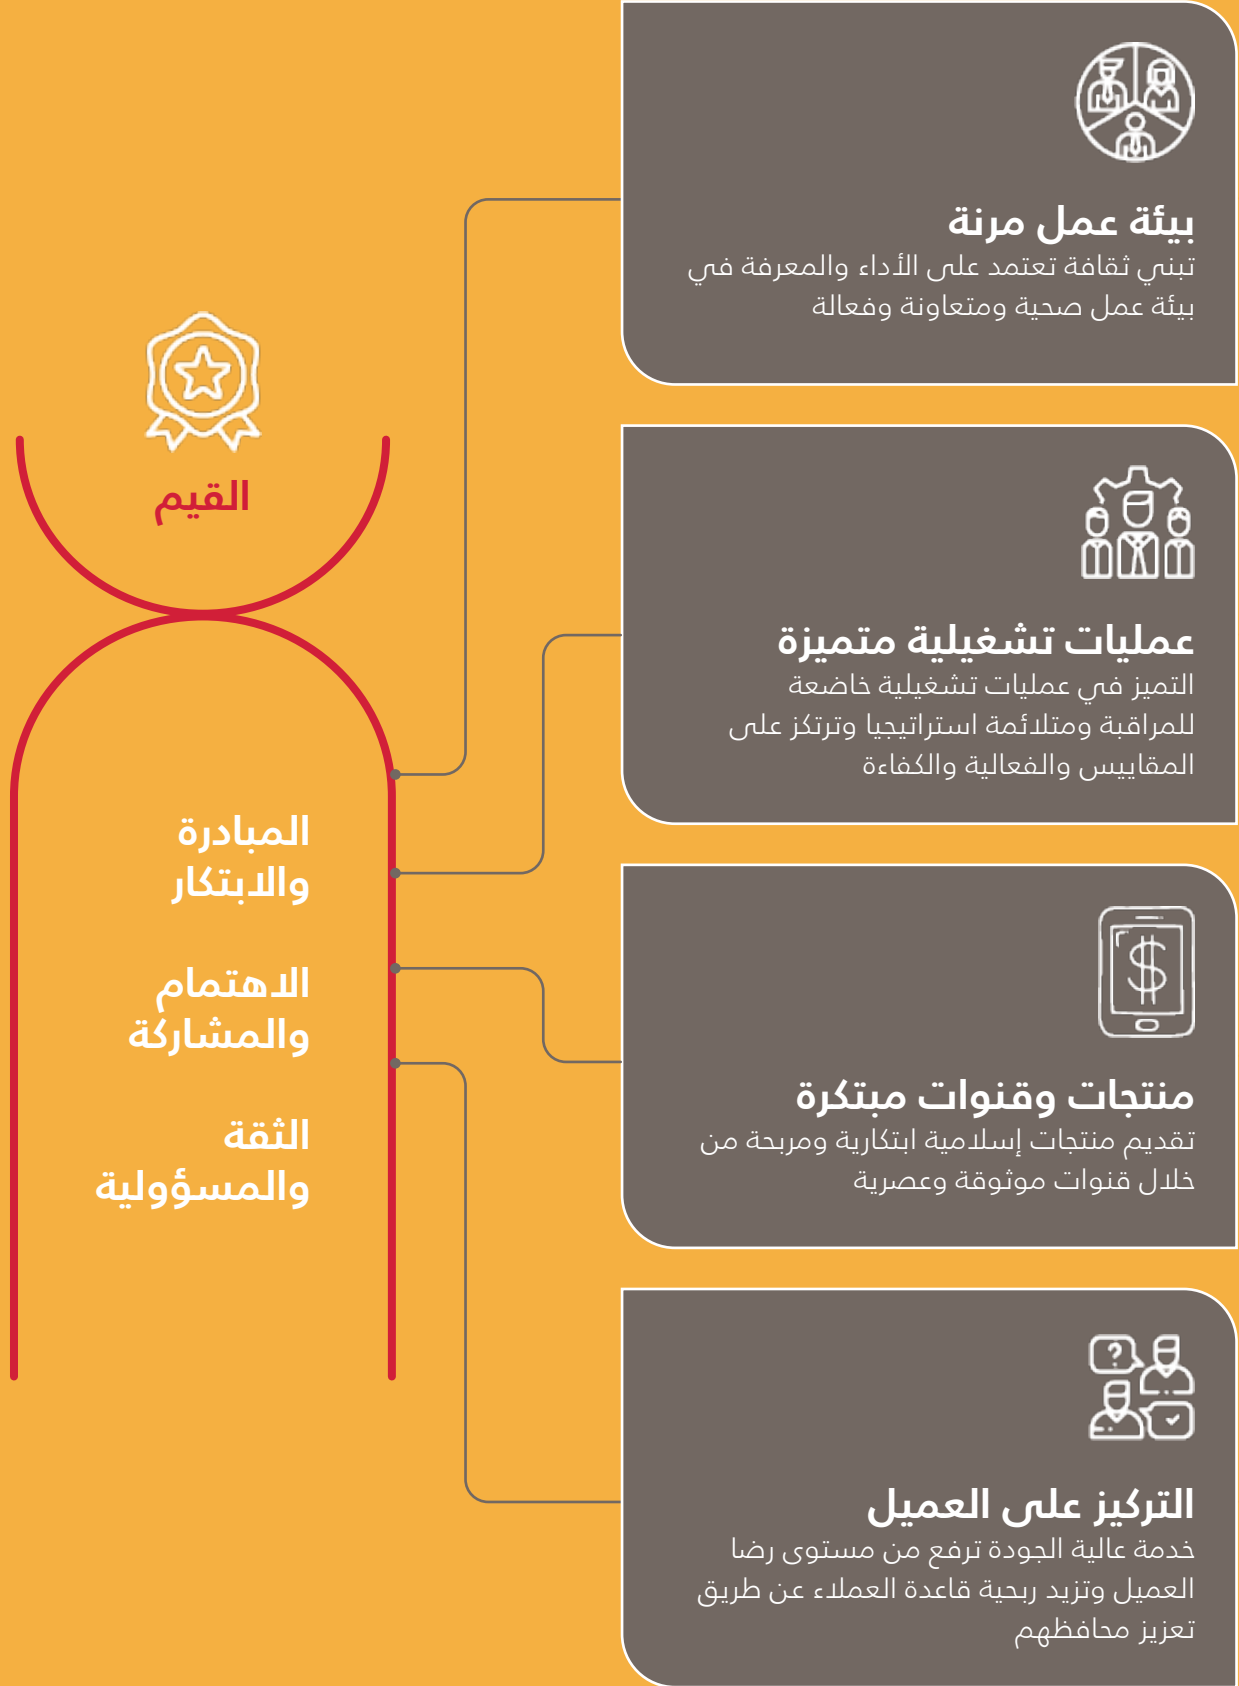 بيئة عمل مرنة
تبني ثقافة تعتمد على الأداء والمعرفة في
بيئة عمل صحية ومتعاونة وفعالة
عمليات تشغيلية متميزة
التميز في عمليات تشغيلية خاضعة
للمراقبة ومتلائمة استراتيجيا وترتكز على
المقاييس والفعالية والكفاءة
منتجات وقنوات مبتكرة
تقديم منتجات إسلامية ابتكارية ومربحة من
خلال قنوات موثوقة وعصرية
التركيز على العميل
خدمة عالية الجودة ترفع من مستوى رضا
العميل وتزيد ربحية قاعدة العملاء عن طريق
تعزيز محافظهم
القيم
المبادرة
والابتكار
الاهتمام
والمشاركة
الثقة
والمسؤولية